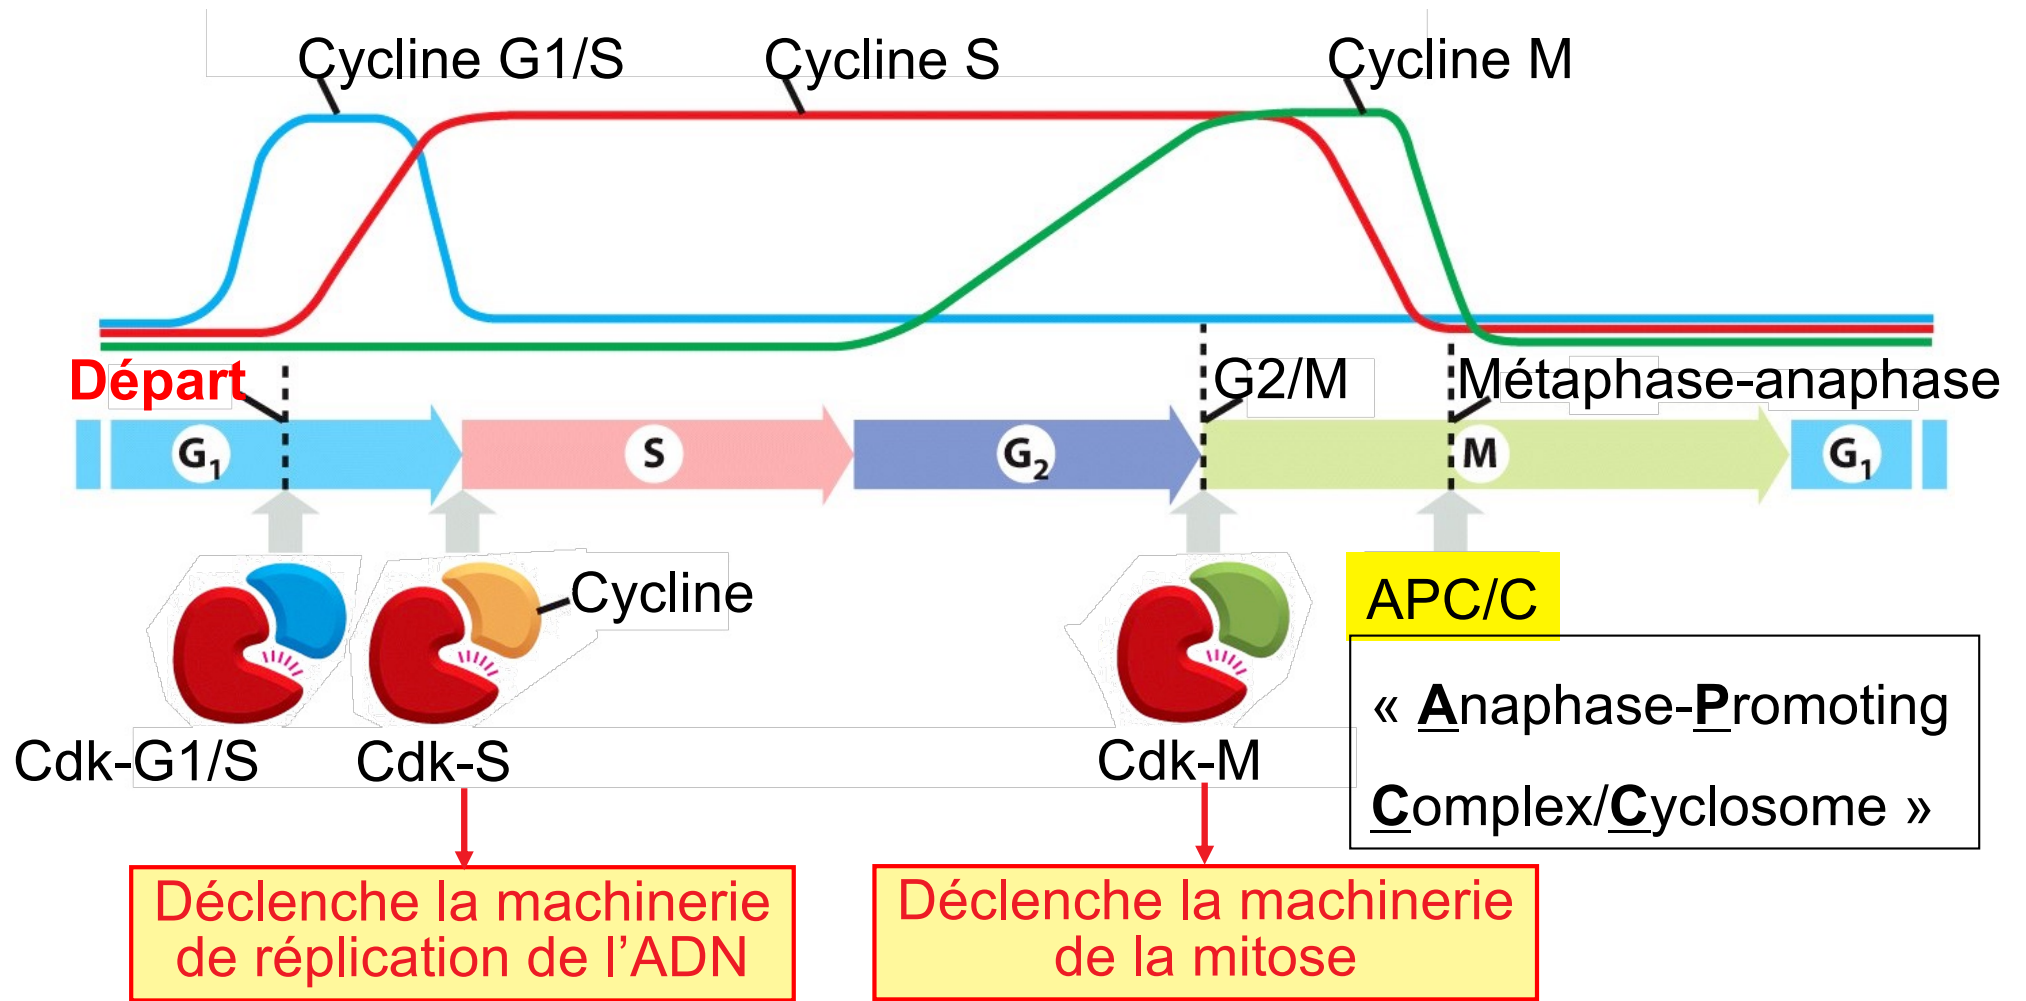 Cycline G1/S
Cycline S
Cycline M
Départ
G2/M
Métaphase-anaphase
G1
S
G2
M
G1
Cycline
APC/C
« Anaphase-Promoting
Complex/Cyclosome »
Cdk-G1/S
Cdk-S
Cdk-M
Déclenche la machinerie
de réplication de l’ADN
Déclenche la machinerie
de la mitose